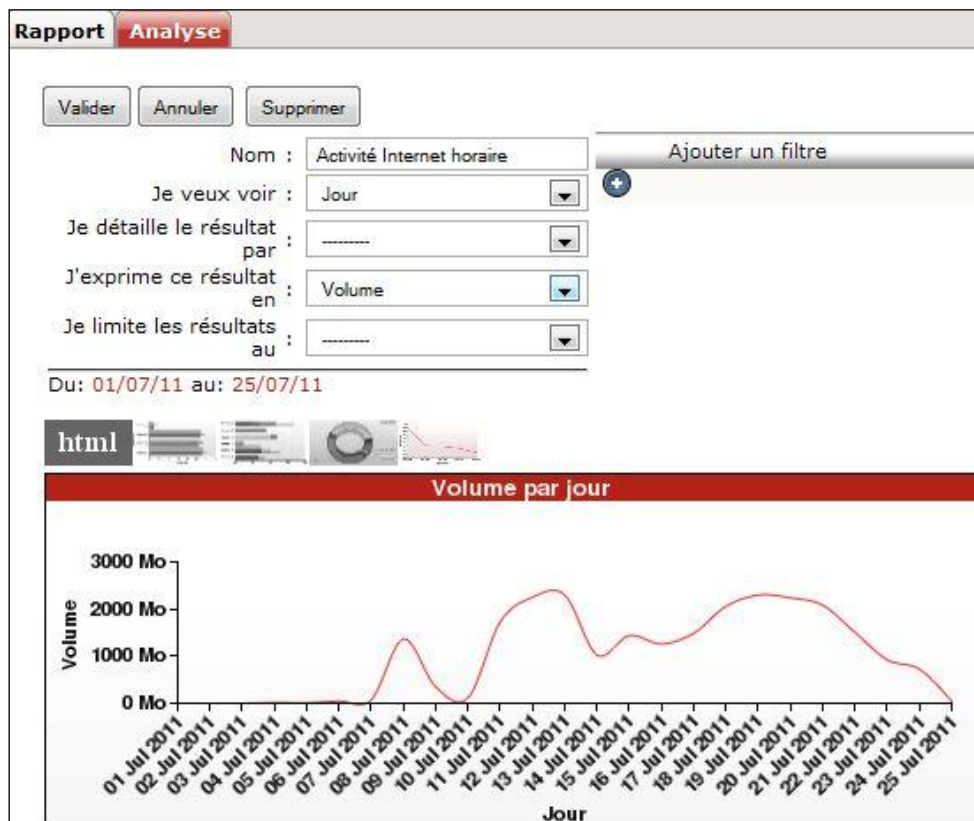 Rapport Analyse
Valider Annuler Supprimer
Nom : Activité Internet horaire
Ajouter un filtre
Je veux voir : Jour
Je détaille le résultat par : ---------
J'exprime ce résultat en : Volume
Je limite les résultats au : ---------
Du: 01/07/11 au: 25/07/11
html
Volume par jour
3000 Mo
2000 Mo
1000 Mo
0 Mo
Volume
01 Jul 2011
02 Jul 2011
03 Jul 2011
04 Jul 2011
05 Jul 2011
06 Jul 2011
07 Jul 2011
08 Jul 2011
09 Jul 2011
10 Jul 2011
11 Jul 2011
12 Jul 2011
13 Jul 2011
14 Jul 2011
15 Jul 2011
16 Jul 2011
17 Jul 2011
18 Jul 2011
19 Jul 2011
20 Jul 2011
21 Jul 2011
22 Jul 2011
23 Jul 2011
24 Jul 2011
25 Jul 2011
Jour